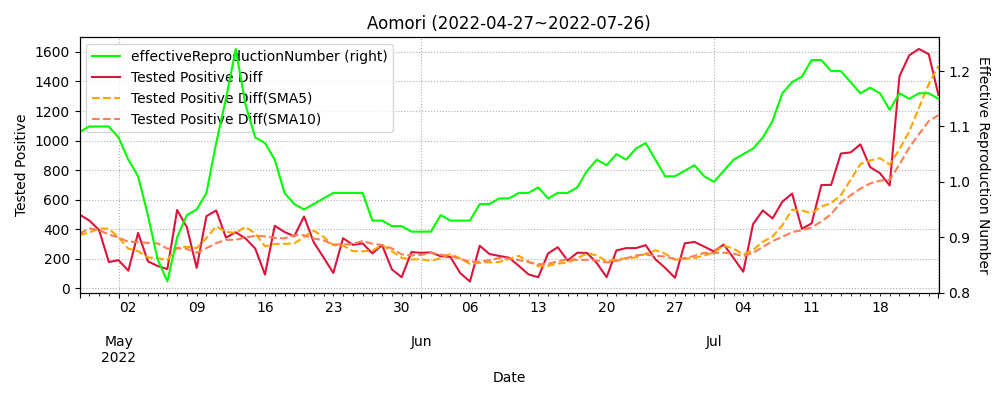 Aomori (2022-04-27~2022-07-26)
effectiveReproductionNumber (right)
Tested Positive Diff
Tested Positive Diff(SMA5)
Tested Positive Diff(SMA10)
Tested Positive
1600
1400
1200
1000
800
600
400
200
0
1.2
1.1
1.0
0.9
0.8
Effective Reproduction Number
02 09 16 23 30 06 13 20 27 04 11 18
May Jun Jul
2022
Date